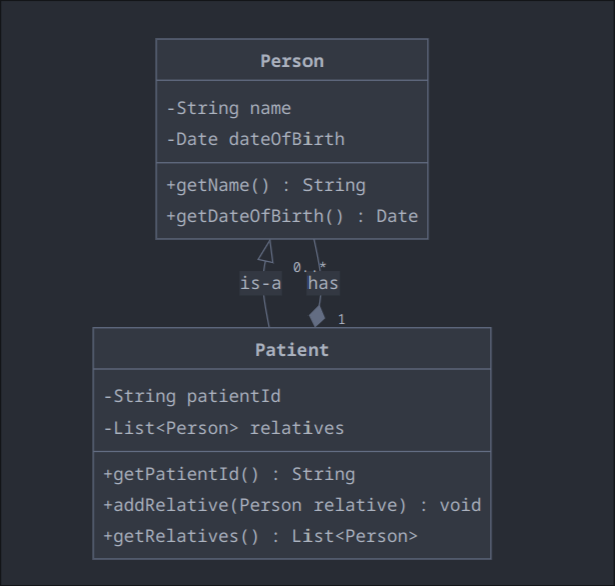 Person
-String name
-Date dateOfBirth
+getName() : String
+getDateOfBirth() : Date
0..*
is-a
has
1
Patient
-String patientId
-List<Person> relatives
+getPatientId() : String
+addRelative(Person relative) : void
+getRelatives() : List<Person>